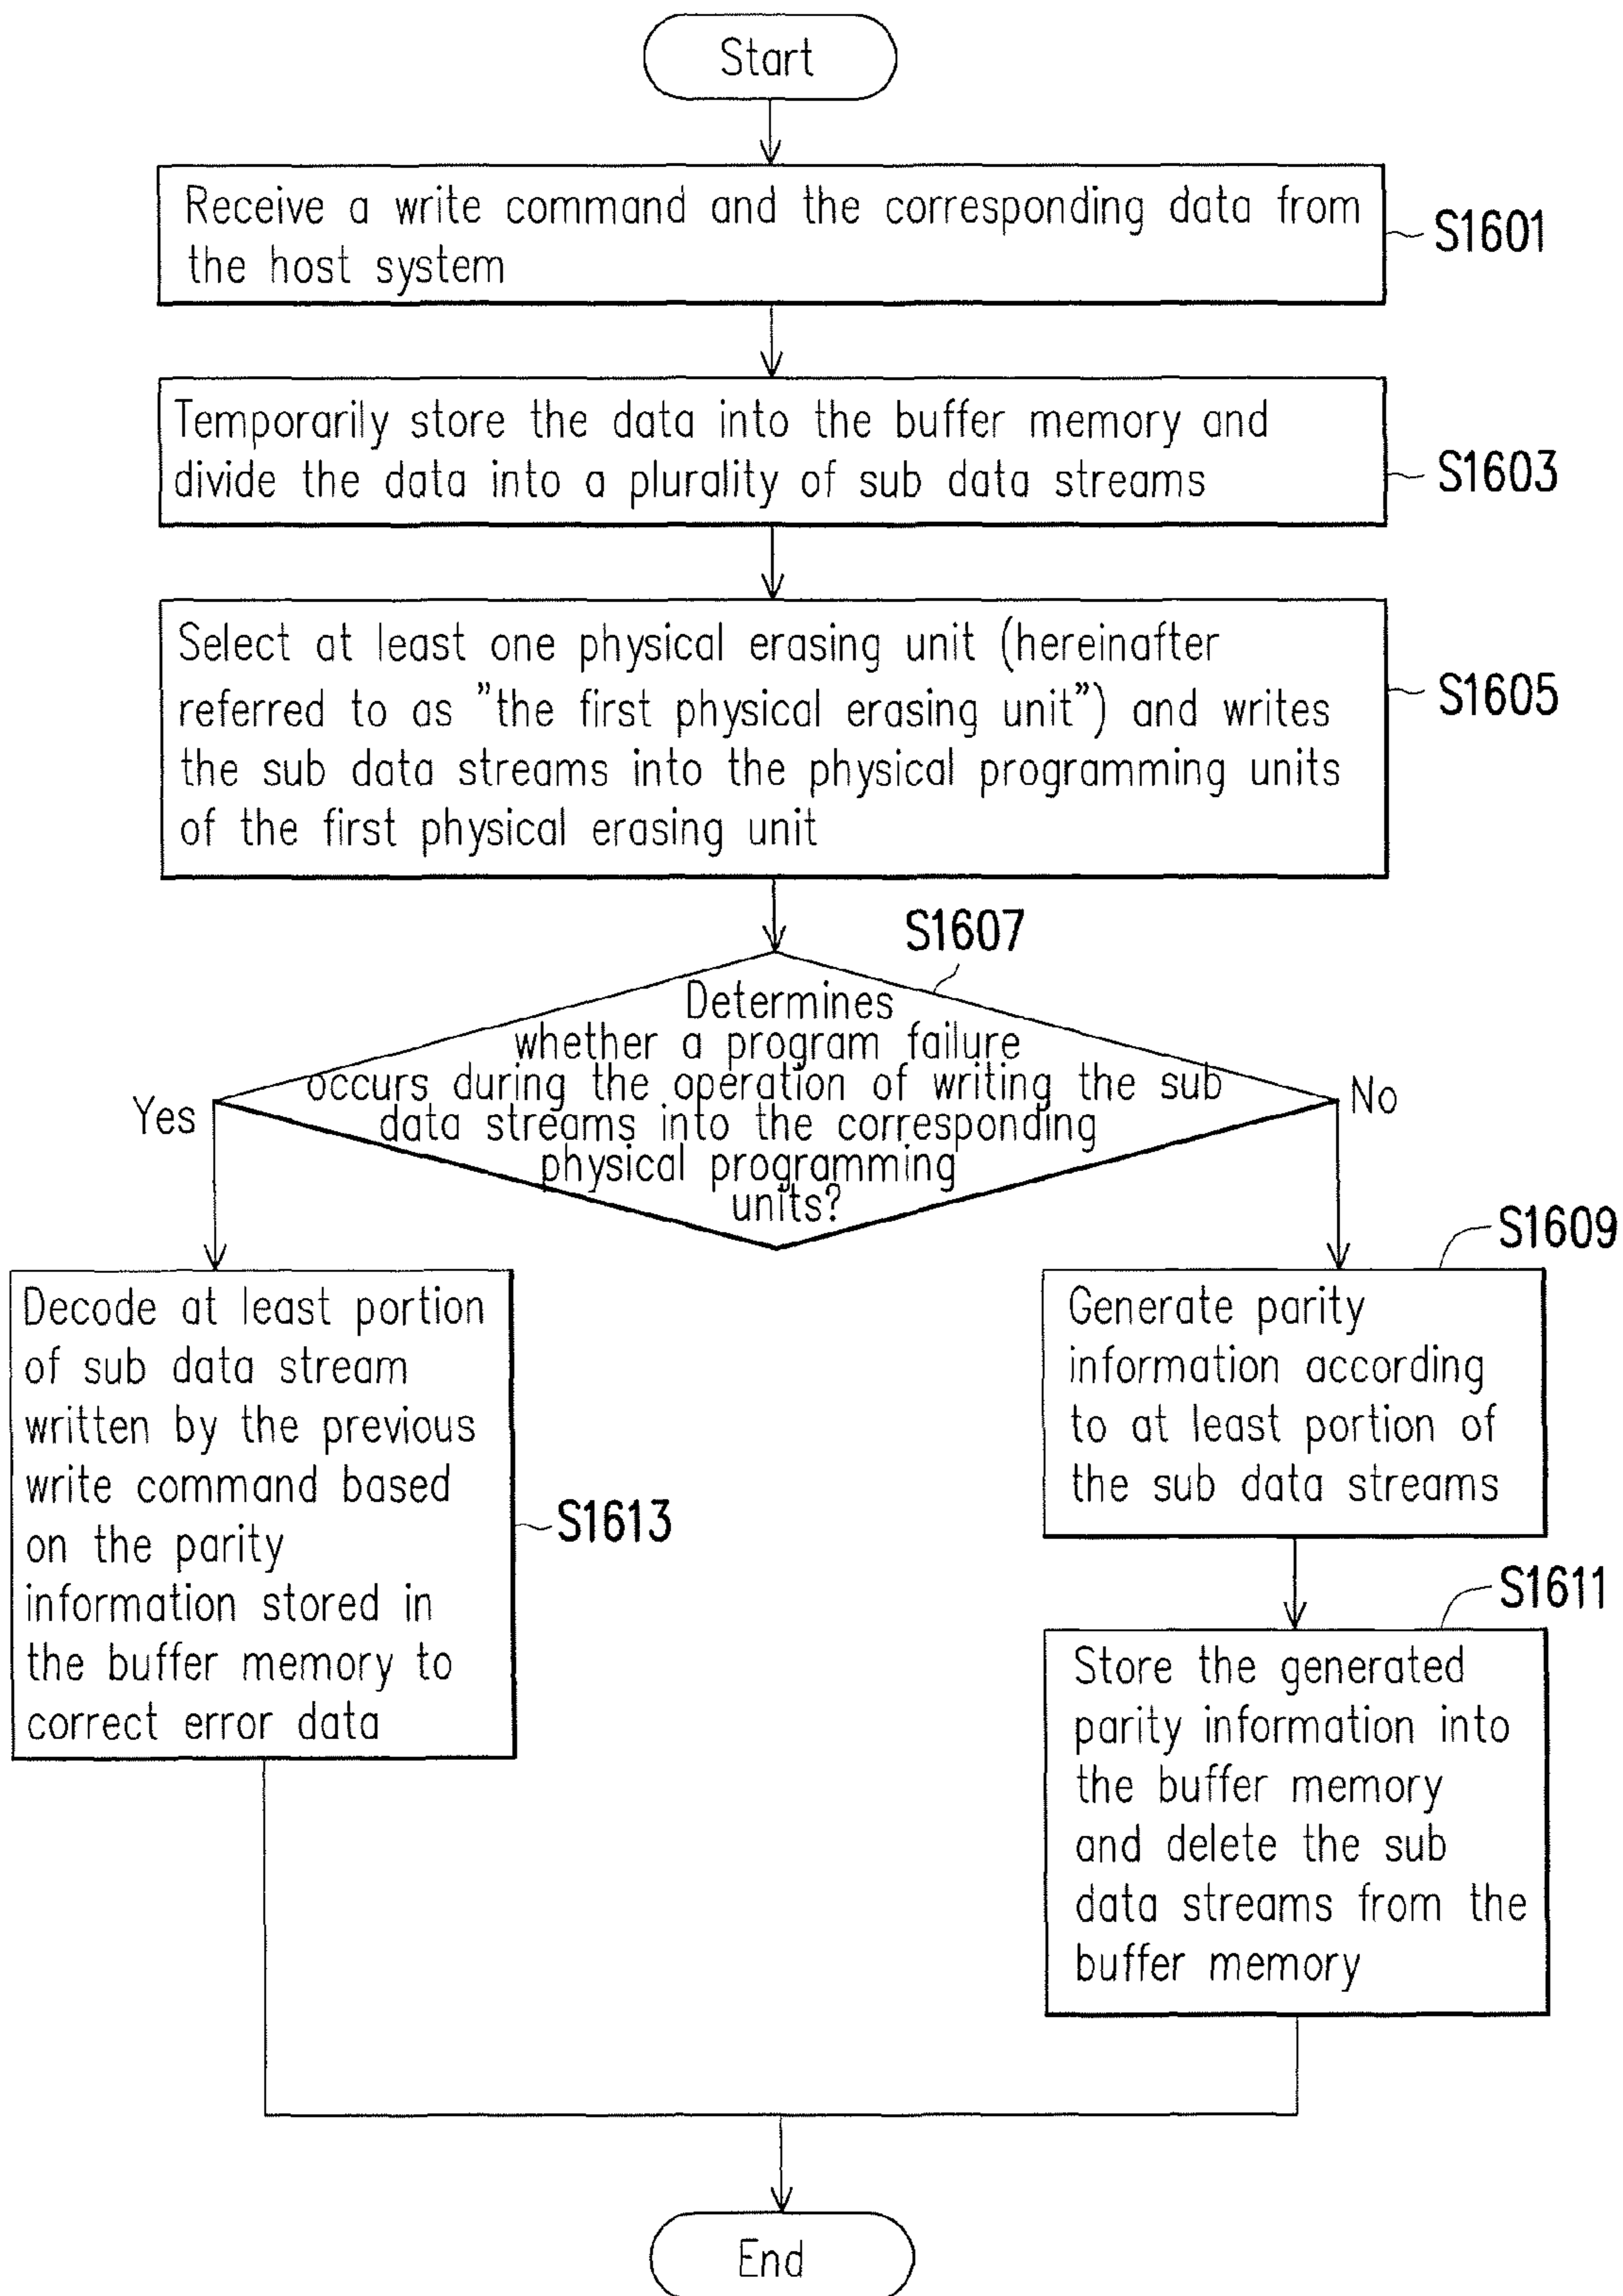 Start
Receive a write command and the corresponding data from
the host system
S1601
Temporarily store the data into the buffer memory and
divide the data into a plurality of sub data streams
S1603
Select at least one physical erasing unit (hereinafter
referred to as "the first physical erasing unit") and writes
the sub data streams into the physical programming units
of the first physical erasing unit
S1605
S1607
Determines
whether a program failure
occurs during the operation of writing the sub
data streams into the corresponding
physical programming
units?
Yes
No
Decode at least portion
of sub data stream
written by the previous
write command based
on the parity
information stored in
the buffer memory to
correct error data
S1613
S1609
Generate parity
information according
to at least portion of
the sub data streams
S1611
Store the generated
parity information into
the buffer memory
and delete the sub
data streams from the
buffer memory
End